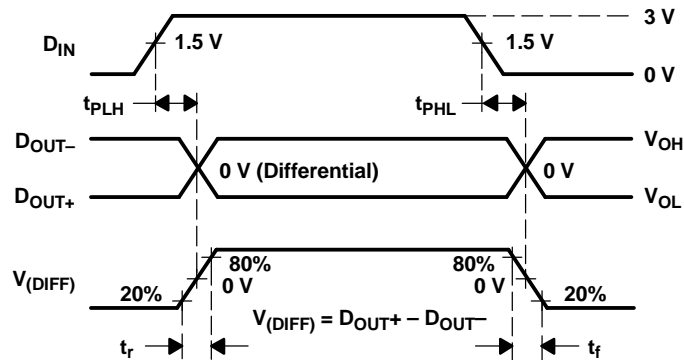 3 V
D_IN 1.5 V 1.5 V
0 V
t_PLH t_PHL
D_OUT– V_OH
0 V (Differential) 0 V
D_OUT+ V_OL
80% 80%
V_(DIFF) 0 V 0 V
20% 20%
V_(DIFF) = D_OUT+ – D_OUT–
t_r t_f